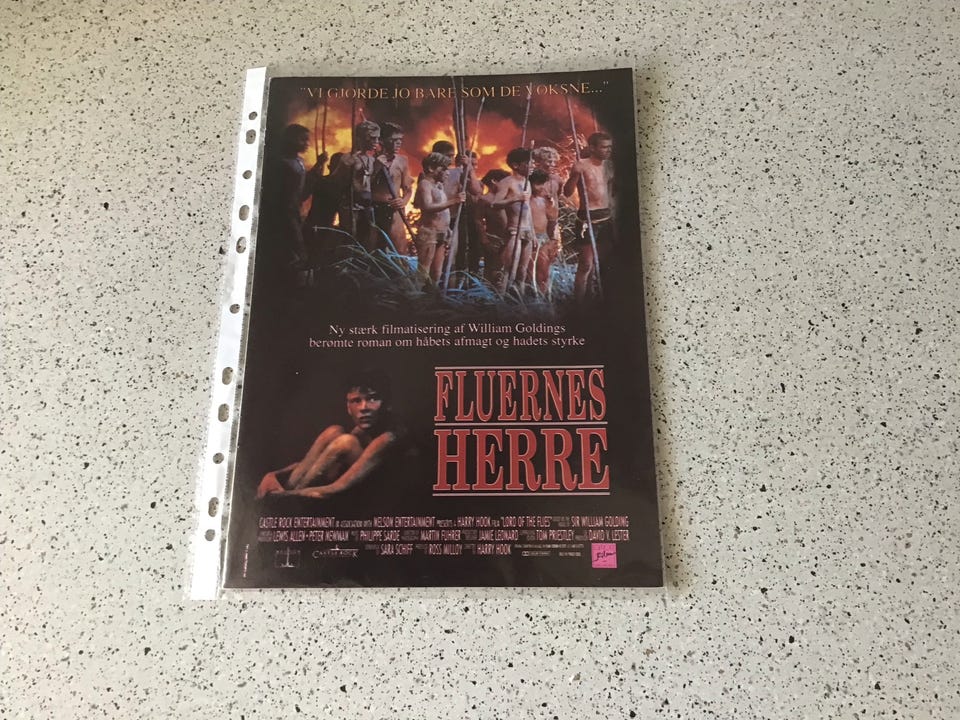 "VI GJORDE JO BARE SOM DE VOKSNE..."
Ny stærk filmatisering af William Goldings
berømte roman om håbets afmagt og hadets styrke
FLUERNES
HERRE
CASTLE ROCK ENTERTAINMENT IN ASSOCIATION WITH NELSON ENTERTAINMENT PRESENTS A HARRY HOOK FILM "LORD OF THE FLIES" SIR WILLIAM GOLDING
LEWIS ALLEN PETER NEWMAN PHILIPPE SARDE MARTIN FUHRER JAMIE LEONARD TOM PRIESTLEY DAVID V. LESTER
SARA SCHIFF ROSS MILLOY HARRY HOOK
CASTLE ROCK